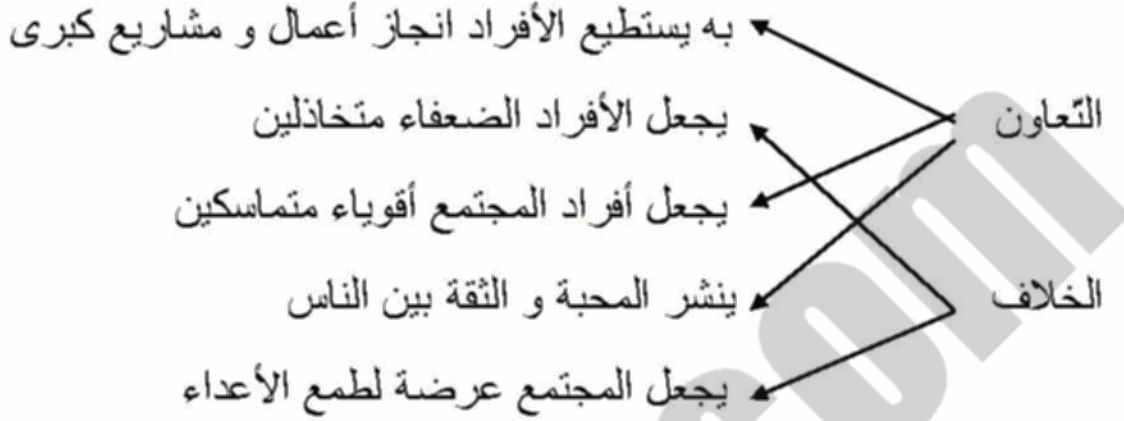 به يستطيع الأفراد انجاز أعمال و مشاريع كبرى
التّعاون
يجعل الأفراد الضعفاء متخاذلين
يجعل أفراد المجتمع أقوياء متماسكين
الخلاف
ينشر المحبة و الثقة بين الناس
يجعل المجتمع عرضة لطمع الأعداء
com